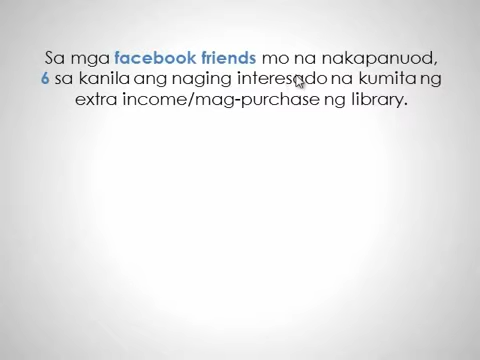 Sa mga facebook friends mo na nakapanuod,
6 sa kanila ang naging interesado na kumita ng
extra income/mag-purchase ng library.